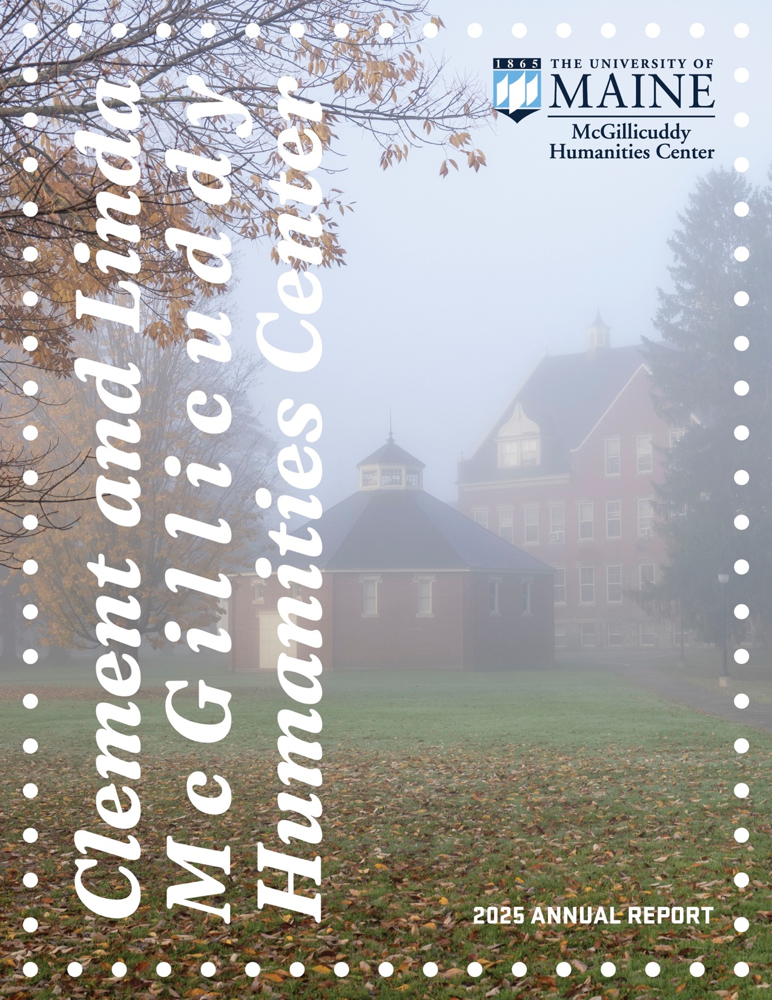 Clement and Linda
McGillicuddy
Humanities Center
1865
THE UNIVERSITY OF
MAINE
McGillicuddy
Humanities Center
2025 ANNUAL REPORT